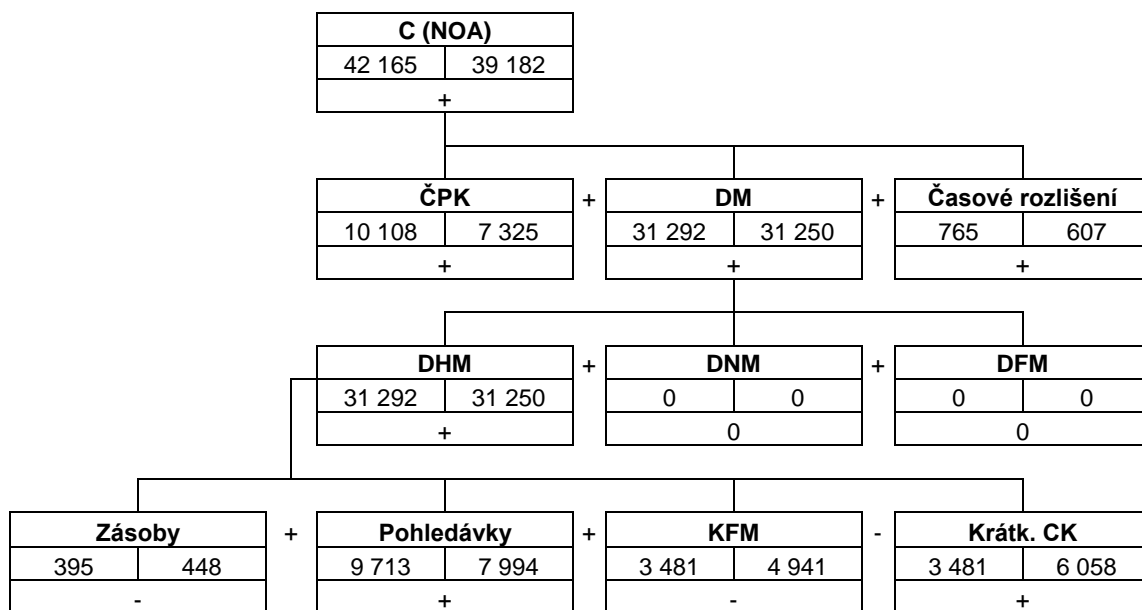 C (NOA)
42 165 39 182
+
ČPK + DM + Časové rozlišení
10 108 7 325 31 292 31 250 765 607
+ + +
DHM + DNM + DFM
31 292 31 250 0 0 0 0
+ 0 0
Zásoby + Pohledávky + KFM - Krátk. CK
395 448 9 713 7 994 3 481 4 941 3 481 6 058
- + - +